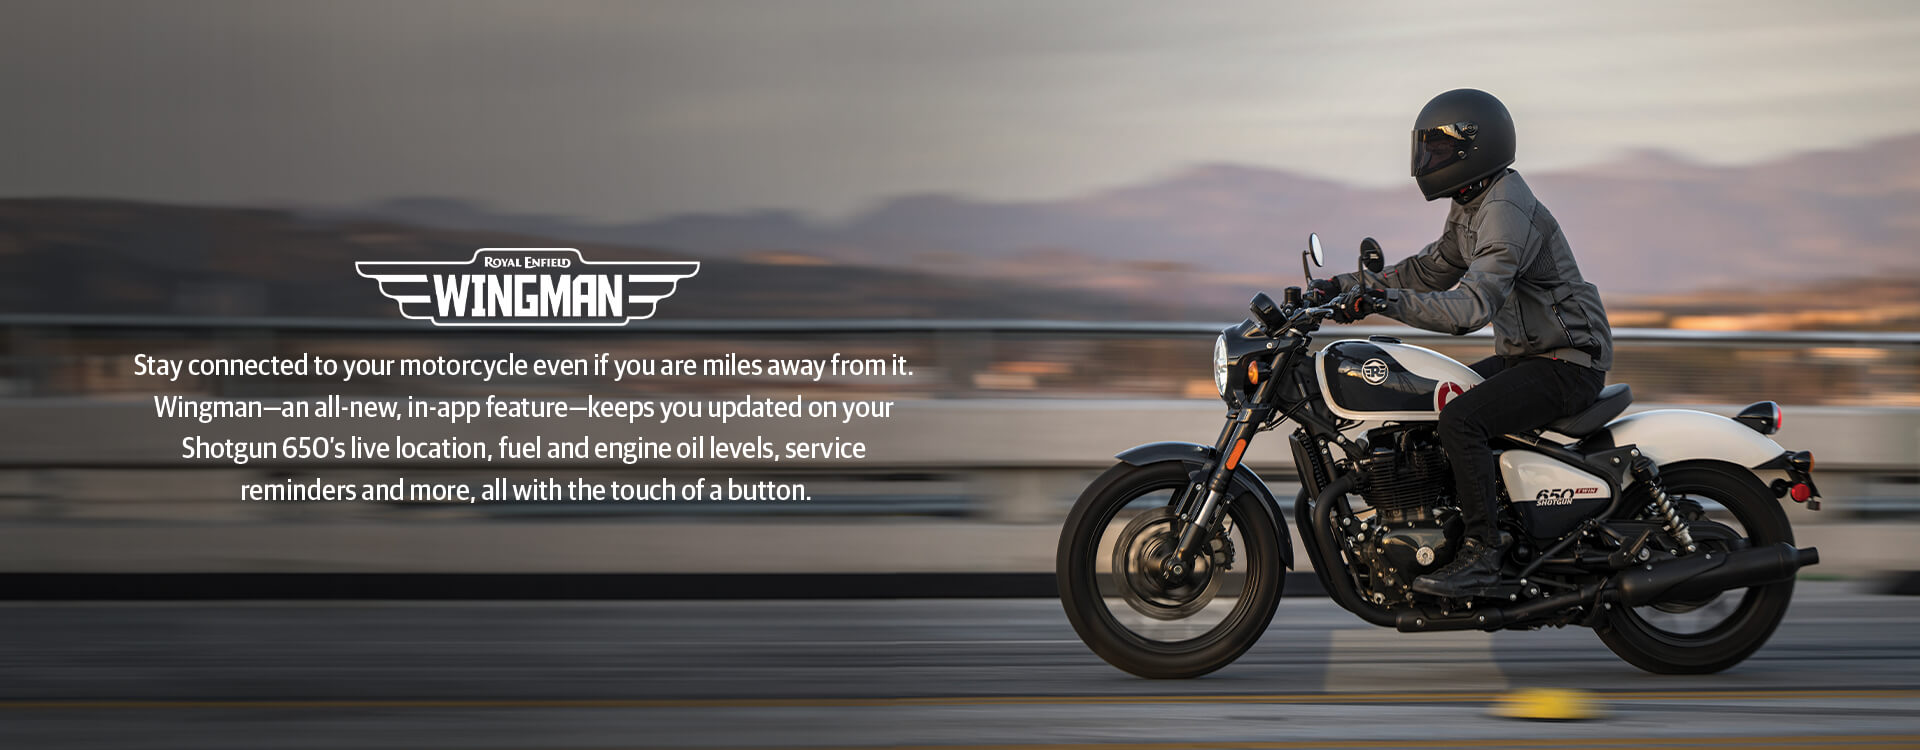 ROYAL ENFIELD
WINGMAN
Stay connected to your motorcycle even if you are miles away from it.
Wingman—an all-new, in-app feature—keeps you updated on your
Shotgun 650's live location, fuel and engine oil levels, service
reminders and more, all with the touch of a button.
R
650 TWIN
SHOTGUN